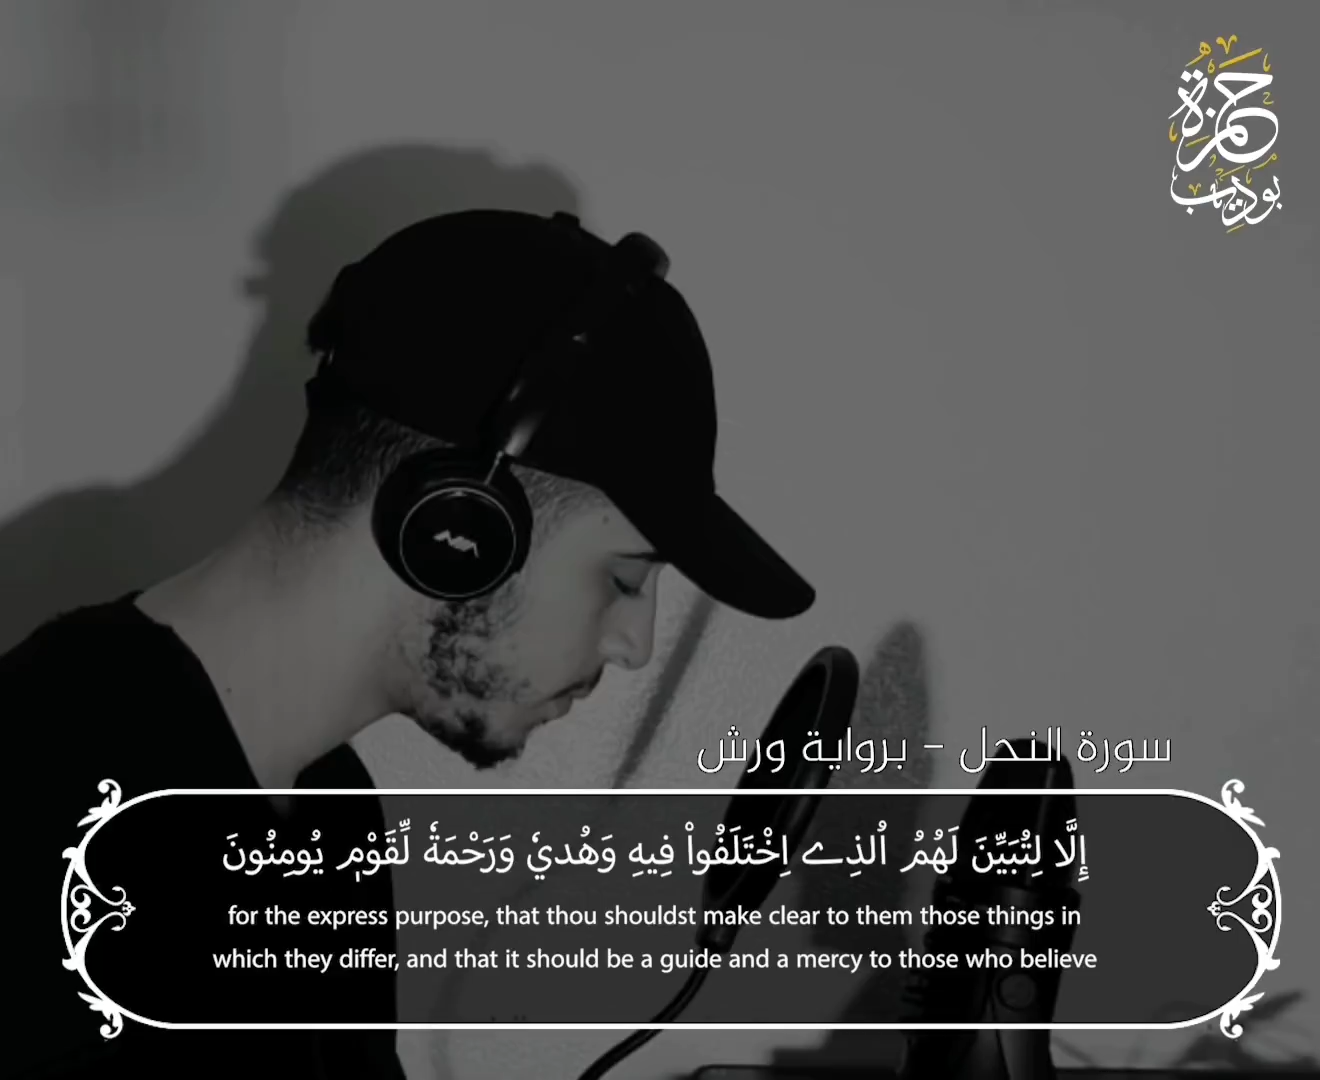 حمزة
بوذياب
سورة النحل - برواية ورش
إِلَّا لِتُبَيِّنَ لَهُمُ اُلذِے اِخْتَلَفُواْ فِيهِ وَهُديٗ وَرَحْمَةٗ لِّقَوْمٖ يُومِنُونَ
for the express purpose, that thou shouldst make clear to them those things in
which they differ, and that it should be a guide and a mercy to those who believe